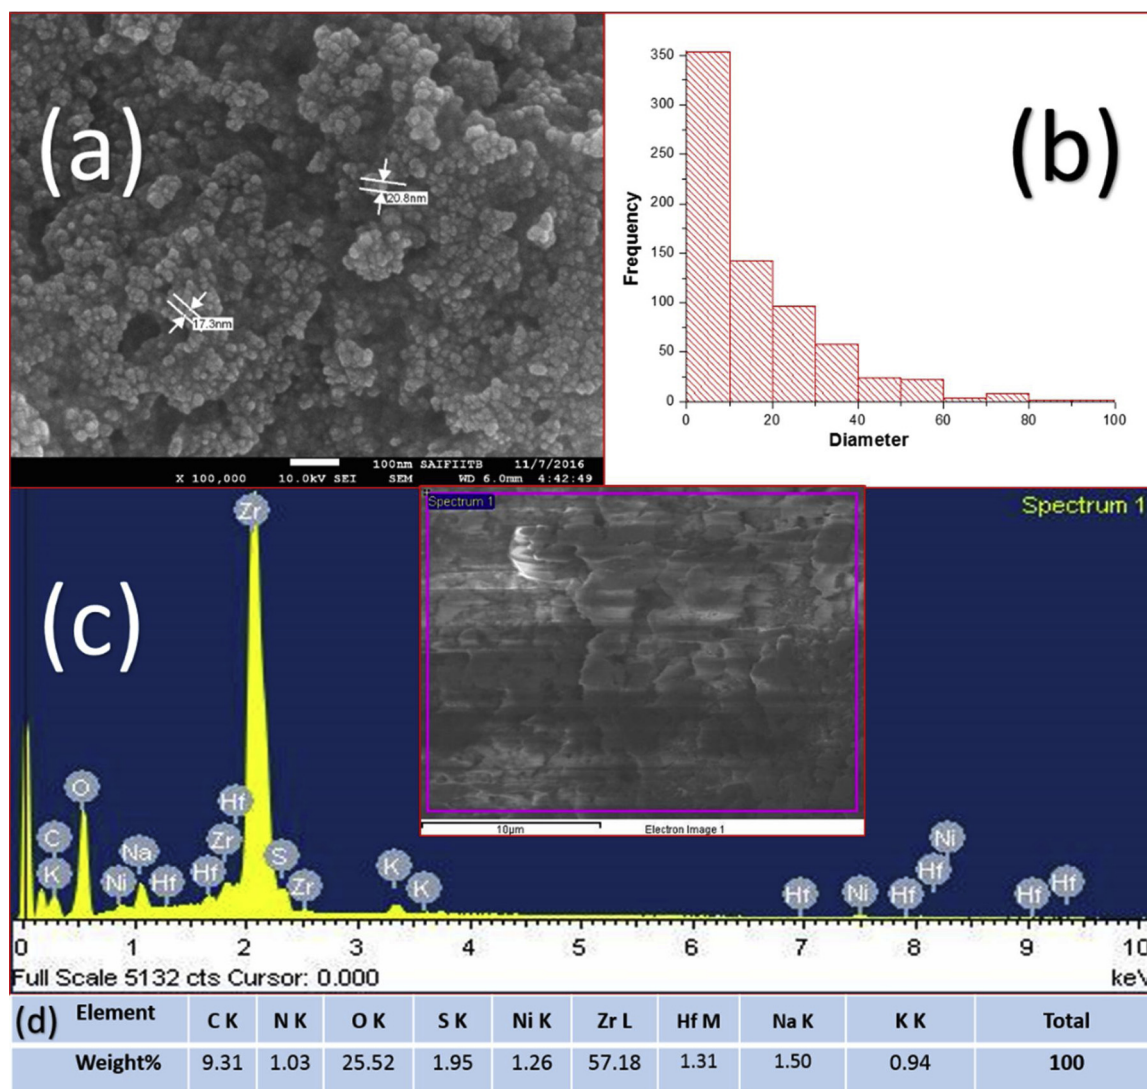 (a)
20.8nm
17.3nm
100nm SAIFIITB 11/7/2016
X 100,000 10.0kV SEI SEM WD 6.0mm 4:42:49
(b)
350
300
250
200
150
100
50
0
Frequency
0 20 40 60 80 100
Diameter
(c)
Spectrum 1
Spectrum 1
10µm Electron Image 1
Zr
O
Hf
C Na Zr S Ni
K Ni Hf Hf Zr K K Hf Ni Hf Hf Hf Hf
0 1 2 3 4 5 6 7 8 9 10
Full Scale 5132 cts Cursor: 0.000 keV
(d) Element C K N K O K S K Ni K Zr L Hf M Na K K K Total
Weight% 9.31 1.03 25.52 1.95 1.26 57.18 1.31 1.50 0.94 100